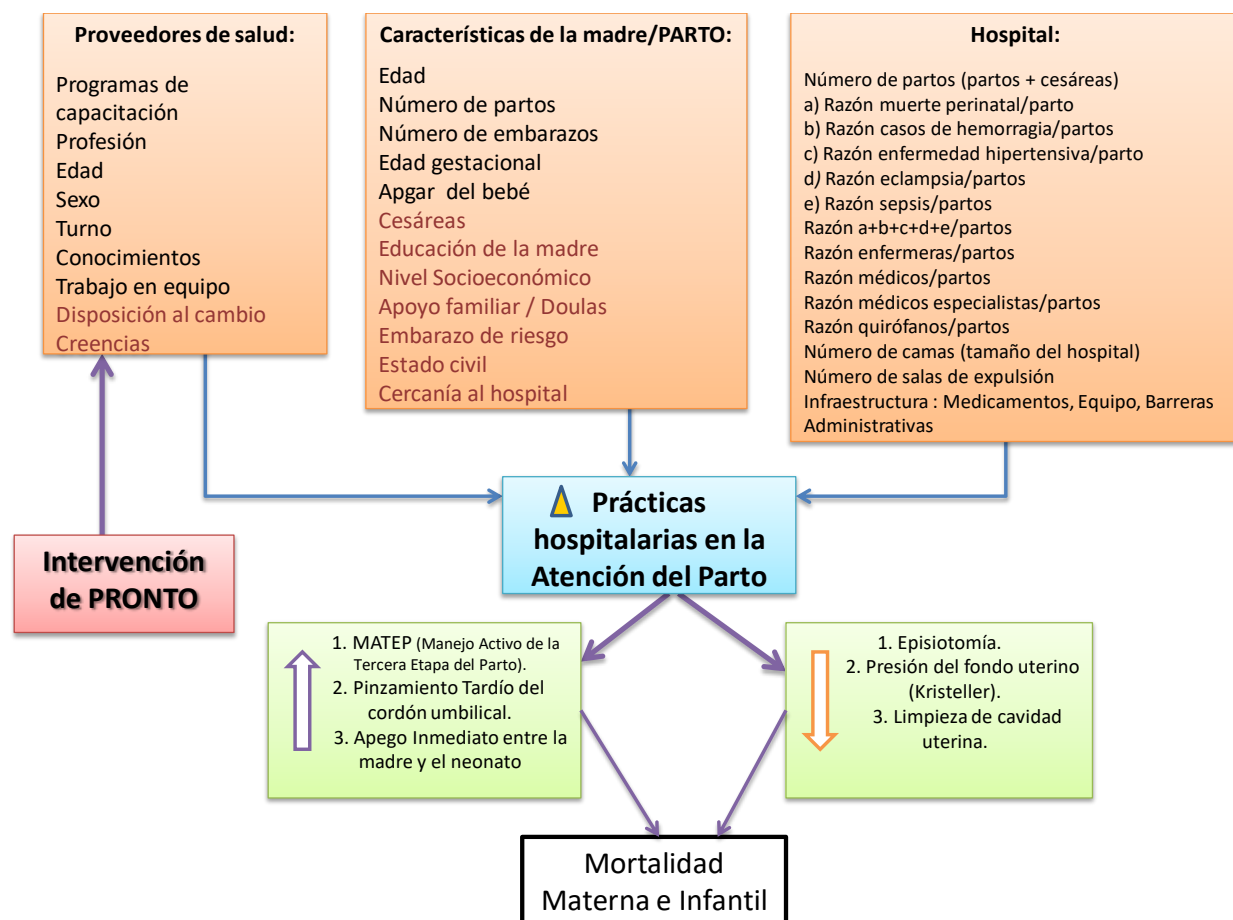 Proveedores de salud:
Programas de
capacitación
Profesión
Edad
Sexo
Turno
Conocimientos
Trabajo en equipo
Disposición al cambio
Creencias
Características de la madre/PARTO:
Edad
Número de partos
Número de embarazos
Edad gestacional
Apgar del bebé
Cesáreas
Educación de la madre
Nivel Socioeconómico
Apoyo familiar / Doulas
Embarazo de riesgo
Estado civil
Cercanía al hospital
Hospital:
Número de partos (partos + cesáreas)
a) Razón muerte perinatal/parto
b) Razón casos de hemorragia/partos
c) Razón enfermedad hipertensiva/parto
d) Razón eclampsia/partos
e) Razón sepsis/partos
Razón a+b+c+d+e/partos
Razón enfermeras/partos
Razón médicos/partos
Razón médicos especialistas/partos
Razón quirófanos/partos
Número de camas (tamaño del hospital)
Número de salas de expulsión
Infraestructura : Medicamentos, Equipo, Barreras
Administrativas
Intervención
de PRONTO
Prácticas
hospitalarias en la
Atención del Parto
1. MATEP (Manejo Activo de la
Tercera Etapa del Parto).
2. Pinzamiento Tardío del
cordón umbilical.
3. Apego Inmediato entre la
madre y el neonato
1. Episiotomía.
2. Presión del fondo uterino
(Kristeller).
3. Limpieza de cavidad
uterina.
Mortalidad
Materna e Infantil